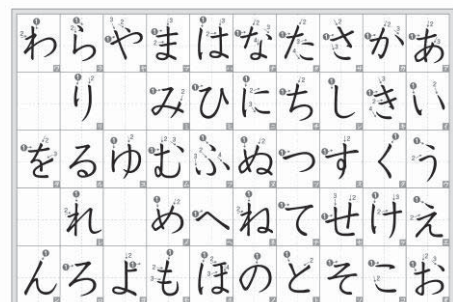 わらやまはなたさかあ
りみひにちしきい
をるゆむふぬつすくう
れめへねてせけえ
んろよもほのとそこお